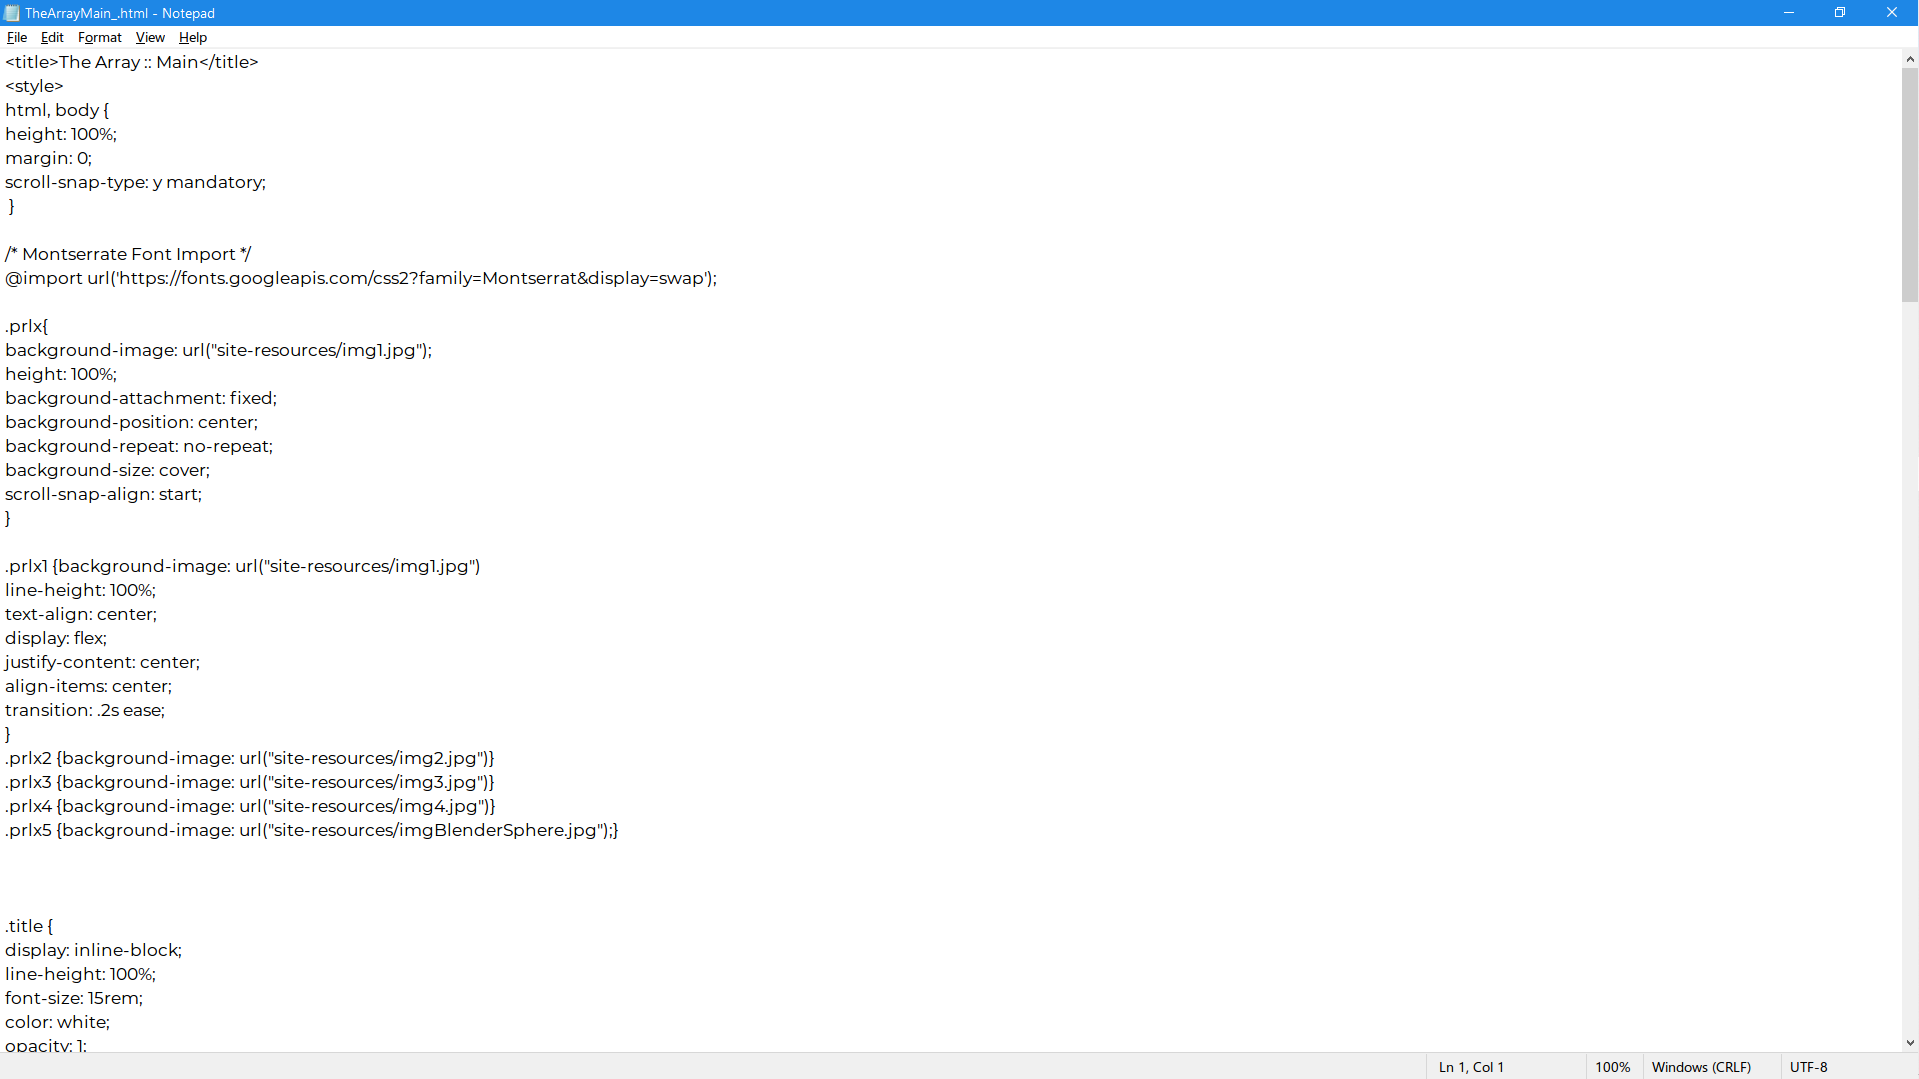 TheArrayMain_.html - Notepad
File Edit Format View Help
<title>The Array :: Main</title>
<style>
html, body {
height: 100%;
margin: 0;
scroll-snap-type: y mandatory;
}
/* Montserrate Font Import */
@import url('https://fonts.googleapis.com/css2?family=Montserrat&display=swap');
.prlx{
background-image: url("site-resources/img1.jpg");
height: 100%;
background-attachment: fixed;
background-position: center;
background-repeat: no-repeat;
background-size: cover;
scroll-snap-align: start;
}
.prlx1 {background-image: url("site-resources/img1.jpg")
line-height: 100%;
text-align: center;
display: flex;
justify-content: center;
align-items: center;
transition: .2s ease;
}
.prlx2 {background-image: url("site-resources/img2.jpg")}
.prlx3 {background-image: url("site-resources/img3.jpg")}
.prlx4 {background-image: url("site-resources/img4.jpg")}
.prlx5 {background-image: url("site-resources/imgBlenderSphere.jpg");}
.title {
display: inline-block;
line-height: 100%;
font-size: 15rem;
color: white;
opacity: 1;
Ln 1, Col 1 100% Windows (CRLF) UTF-8